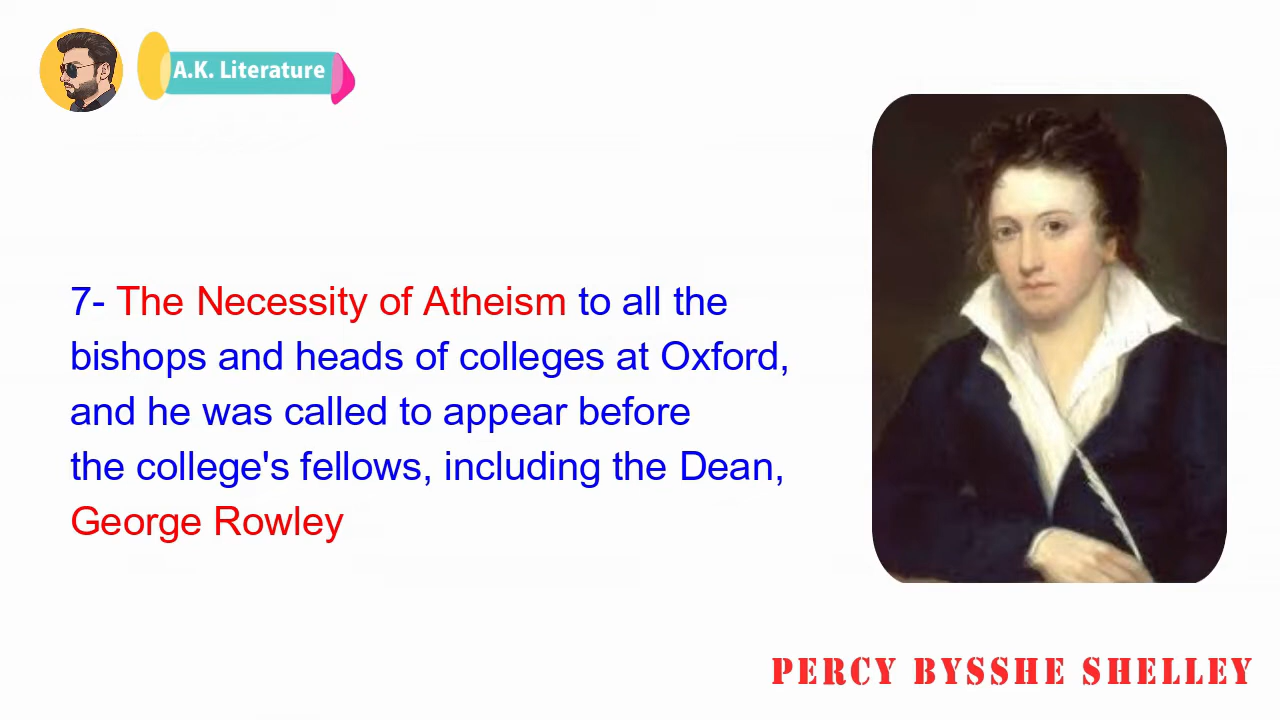 A.K. Literature
7- The Necessity of Atheism to all the
bishops and heads of colleges at Oxford,
and he was called to appear before
the college's fellows, including the Dean,
George Rowley
PERCY BYSSHE SHELLEY